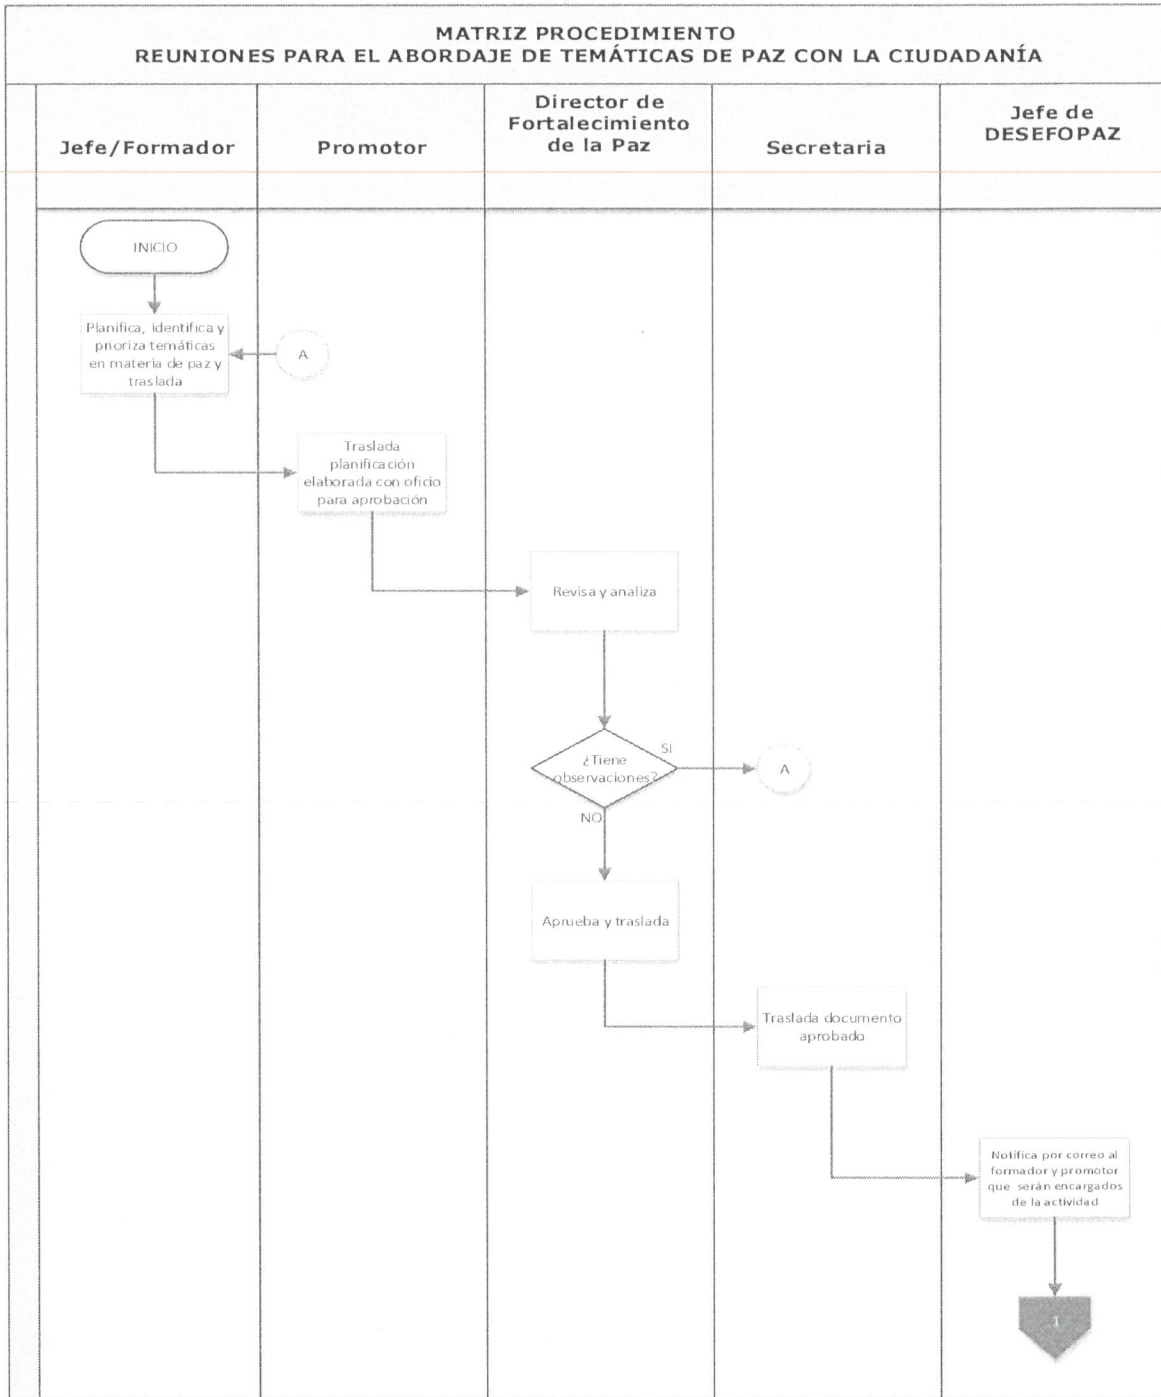 MATRIZ PROCEDIMIENTO
REUNIONES PARA EL ABORDAJE DE TEMÁTICAS DE PAZ CON LA CIUDADANÍA
Jefe/Formador
Promotor
Director de
Fortalecimiento
de la Paz
Secretaria
Jefe de
DESEFOPAZ
INICIO
Planifica, identifica y
prioriza temáticas
en materia de paz y
traslada
A
Traslada
planificación
elaborada con oficio
para aprobación
Revisa y analiza
¿Tiene
observaciones?
SI
A
NO
Aprueba y traslada
Traslada documento
aprobado
Notifica por correo al
formador y promotor
que serán encargados
de la actividad
1